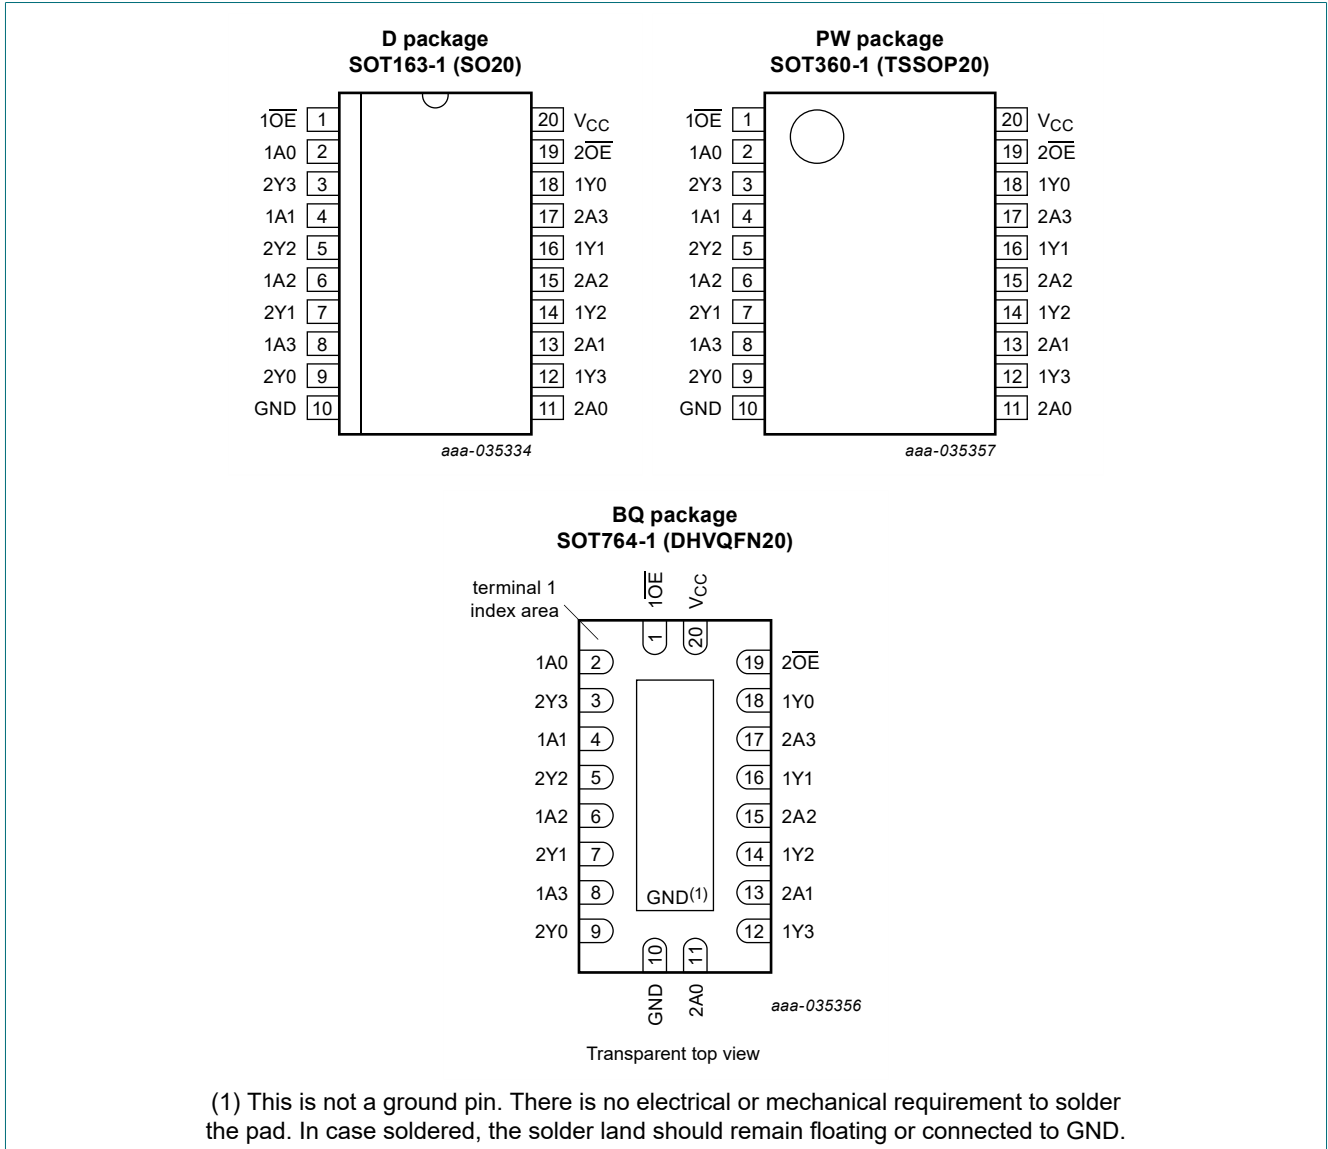 D package
SOT163-1 (SO20)
1OE 1
1A0 2
2Y3 3
1A1 4
2Y2 5
1A2 6
2Y1 7
1A3 8
2Y0 9
GND 10
20 VCC
19 2OE
18 1Y0
17 2A3
16 1Y1
15 2A2
14 1Y2
13 2A1
12 1Y3
11 2A0
aaa-035334
PW package
SOT360-1 (TSSOP20)
1OE 1
1A0 2
2Y3 3
1A1 4
2Y2 5
1A2 6
2Y1 7
1A3 8
2Y0 9
GND 10
20 VCC
19 2OE
18 1Y0
17 2A3
16 1Y1
15 2A2
14 1Y2
13 2A1
12 1Y3
11 2A0
aaa-035357
BQ package
SOT764-1 (DHVQFN20)
terminal 1
index area
1OE 1
VCC 20
1A0 2
2Y3 3
1A1 4
2Y2 5
1A2 6
2Y1 7
1A3 8
2Y0 9
19 2OE
18 1Y0
17 2A3
16 1Y1
15 2A2
14 1Y2
13 2A1
12 1Y3
GND(1)
10 GND
11 2A0
aaa-035356
Transparent top view
(1) This is not a ground pin. There is no electrical or mechanical requirement to solder
the pad. In case soldered, the solder land should remain floating or connected to GND.